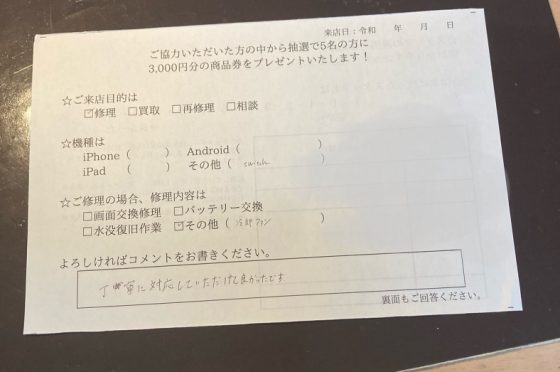 来店日：令和　　年　　月　　日
ご協力いただいた方の中から抽選で5名の方に
3,000円分の商品券をプレゼントいたします！
☆ご来店目的は
☑修理　□買取　□再修理　□相談
☆機種は
iPhone（　　　）　Android（　　　　　　　）
iPad　（　　　）　その他（ switch　　　　）
☆ご修理の場合、修理内容は
□画面交換修理　□バッテリー交換
□水没復旧作業　☑その他（ 冷却ファン　　　）
よろしければコメントをお書きください。
丁寧に対応していただけて良かったです
裏面もご回答ください。